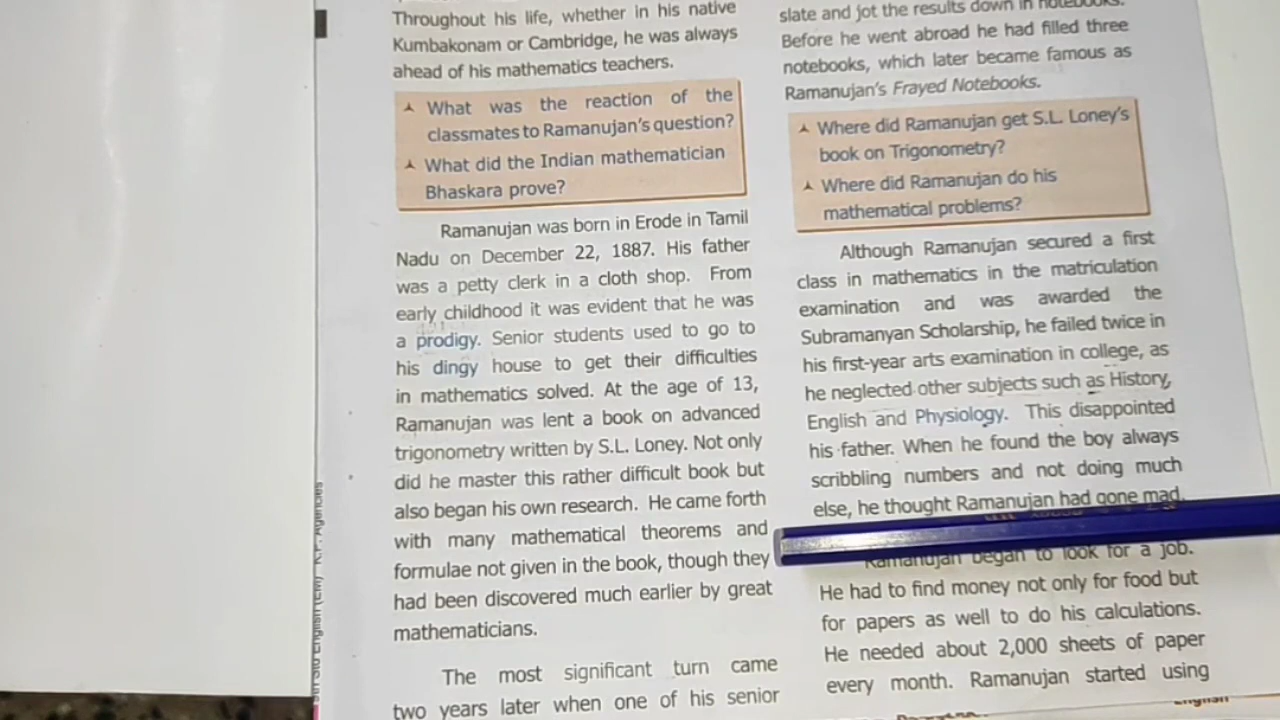 Throughout his life, whether in his native
Kumbakonam or Cambridge, he was always
ahead of his mathematics teachers.
What was the reaction of the
classmates to Ramanujan's question?
What did the Indian mathematician
Bhaskara prove?
Ramanujan was born in Erode in Tamil
Nadu on December 22, 1887. His father
was a petty clerk in a cloth shop. From
early childhood it was evident that he was
a prodigy. Senior students used to go to
his dingy house to get their difficulties
in mathematics solved. At the age of 13,
Ramanujan was lent a book on advanced
trigonometry written by S.L. Loney. Not only
did he master this rather difficult book but
also began his own research. He came forth
with many mathematical theorems and
formulae not given in the book, though they
had been discovered much earlier by great
mathematicians.
The most significant turn came
two years later when one of his senior
slate and jot the results down in notebooks.
Before he went abroad he had filled three
notebooks, which later became famous as
Ramanujan's Frayed Notebooks.
Where did Ramanujan get S.L. Loney's
book on Trigonometry?
Where did Ramanujan do his
mathematical problems?
Although Ramanujan secured a first
class in mathematics in the matriculation
examination and was awarded the
Subramanyan Scholarship, he failed twice in
his first-year arts examination in college, as
he neglected other subjects such as History,
English and Physiology. This disappointed
his father. When he found the boy always
scribbling numbers and not doing much
else, he thought Ramanujan had gone mad.
Ramanujan began to look for a job.
He had to find money not only for food but
for papers as well to do his calculations.
He needed about 2,000 sheets of paper
every month. Ramanujan started using
English